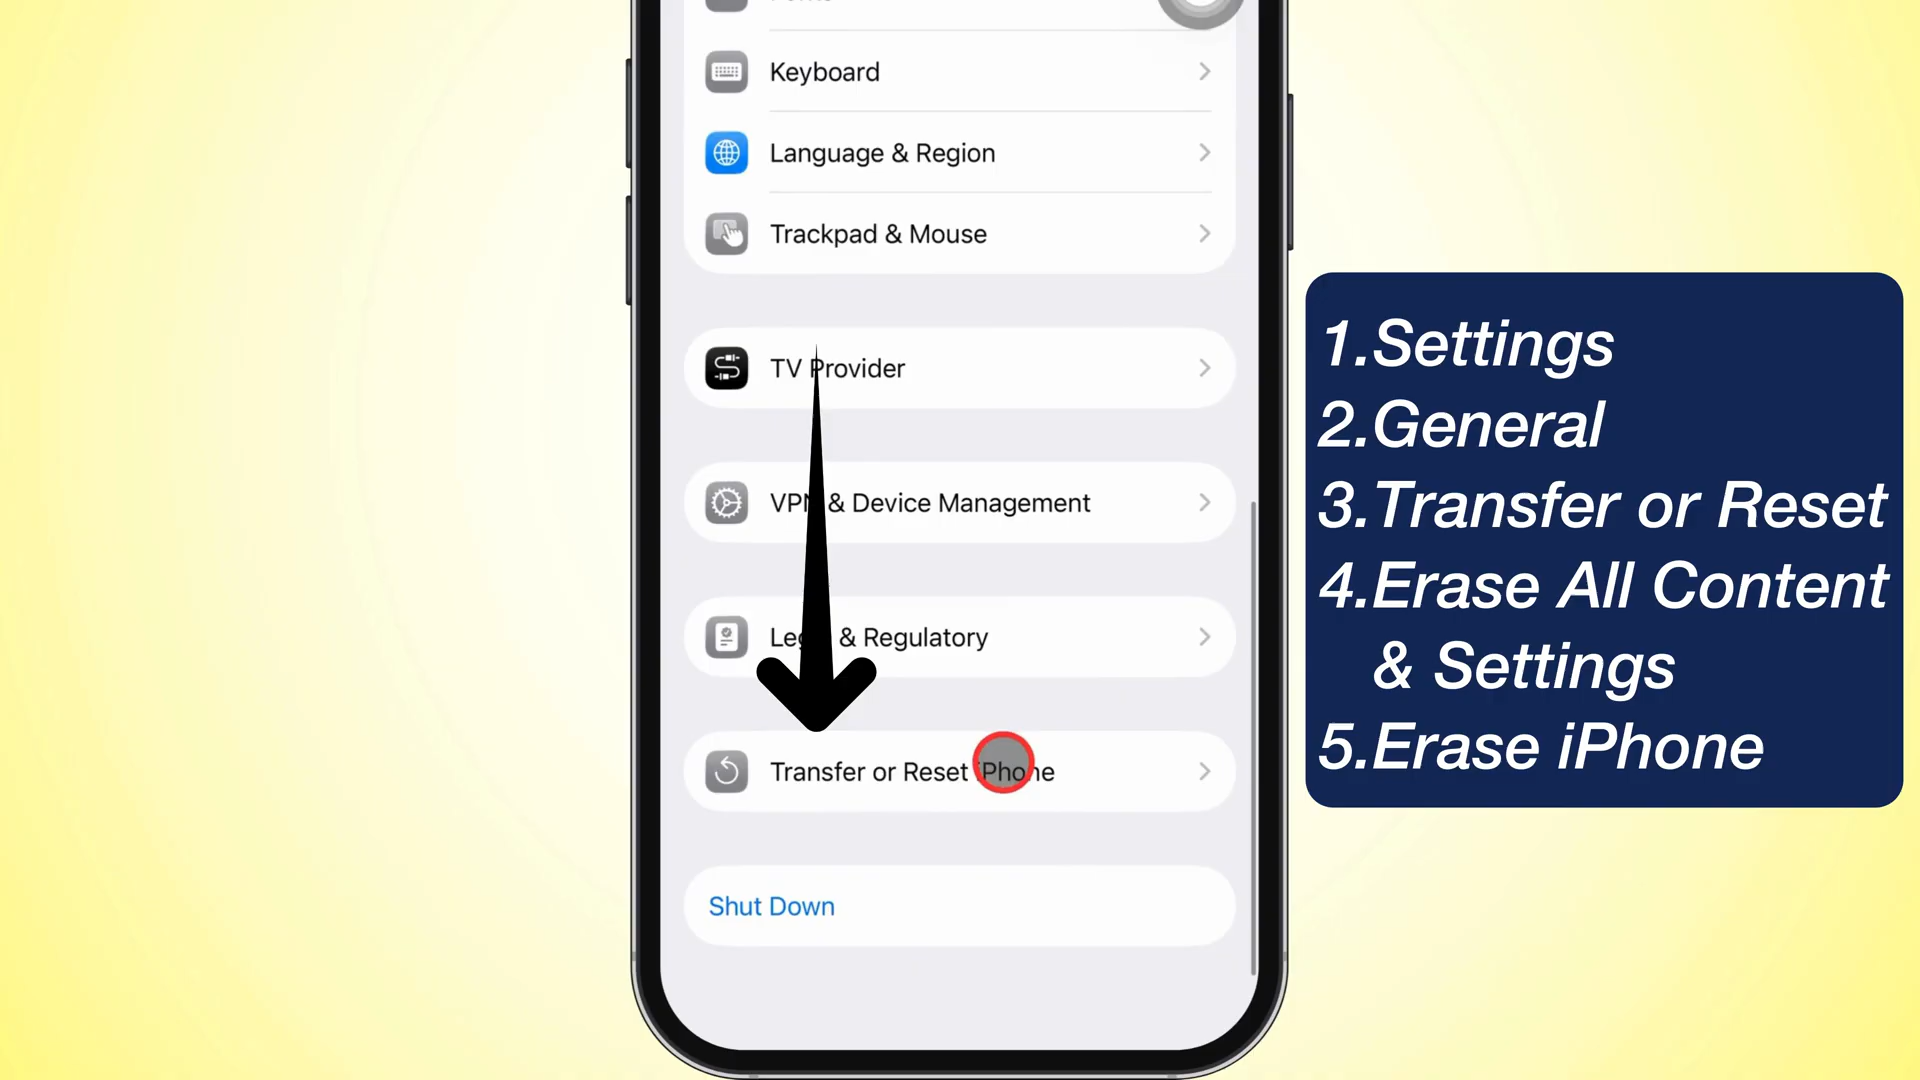 Keyboard
Language & Region
Trackpad & Mouse
TV Provider
VPN & Device Management
Legal & Regulatory
Transfer or Reset iPhone
Shut Down
1.Settings
2.General
3.Transfer or Reset
4.Erase All Content
& Settings
5.Erase iPhone